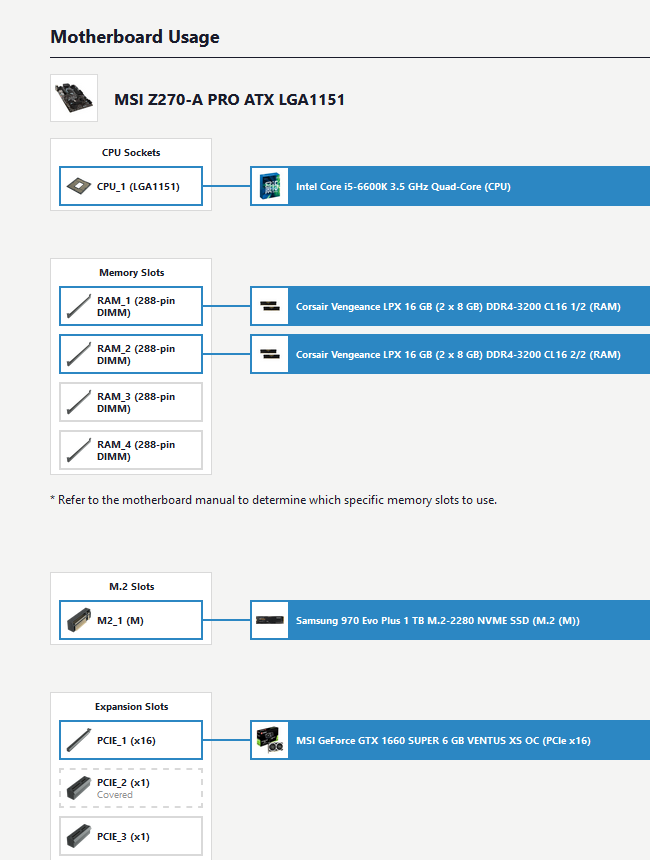 Motherboard Usage
MSI Z270-A PRO ATX LGA1151
CPU Sockets
CPU_1 (LGA1151)
Intel Core i5-6600K 3.5 GHz Quad-Core (CPU)
Memory Slots
RAM_1 (288-pin
DIMM)
Corsair Vengeance LPX 16 GB (2 x 8 GB) DDR4-3200 CL16 1/2 (RAM)
RAM_2 (288-pin
DIMM)
Corsair Vengeance LPX 16 GB (2 x 8 GB) DDR4-3200 CL16 2/2 (RAM)
RAM_3 (288-pin
DIMM)
RAM_4 (288-pin
DIMM)
* Refer to the motherboard manual to determine which specific memory slots to use.
M.2 Slots
M2_1 (M)
Samsung 970 Evo Plus 1 TB M.2-2280 NVME SSD (M.2 (M))
Expansion Slots
PCIE_1 (x16)
MSI GeForce GTX 1660 SUPER 6 GB VENTUS XS OC (PCIe x16)
PCIE_2 (x1)
Covered
PCIE_3 (x1)